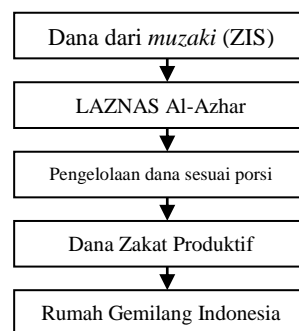 Dana dari muzaki (ZIS)
LAZNAS Al-Azhar
Pengelolaan dana sesuai porsi
Dana Zakat Produktif
Rumah Gemilang Indonesia